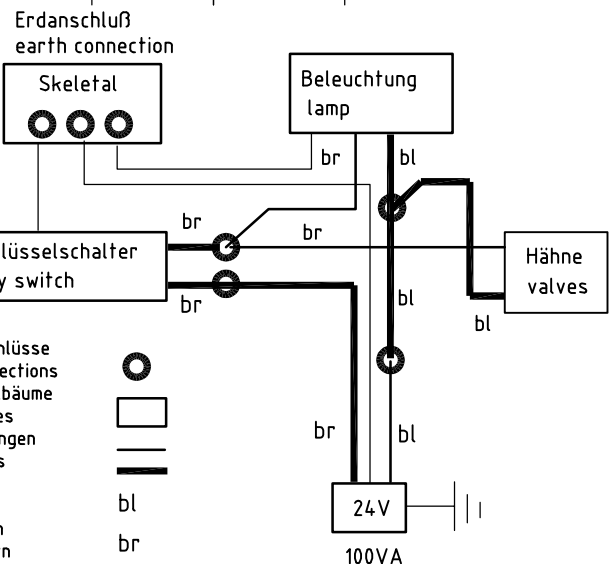 Erdanschluß
earth connection
Skeletal
Beleuchtung
lamp
br
bl
br
br
lüsselschalter
y switch
br
Hähne
valves
bl
bl
hlüsse
ections
bäume
es
ngen
s
br
bl
bl
24V
br
100VA